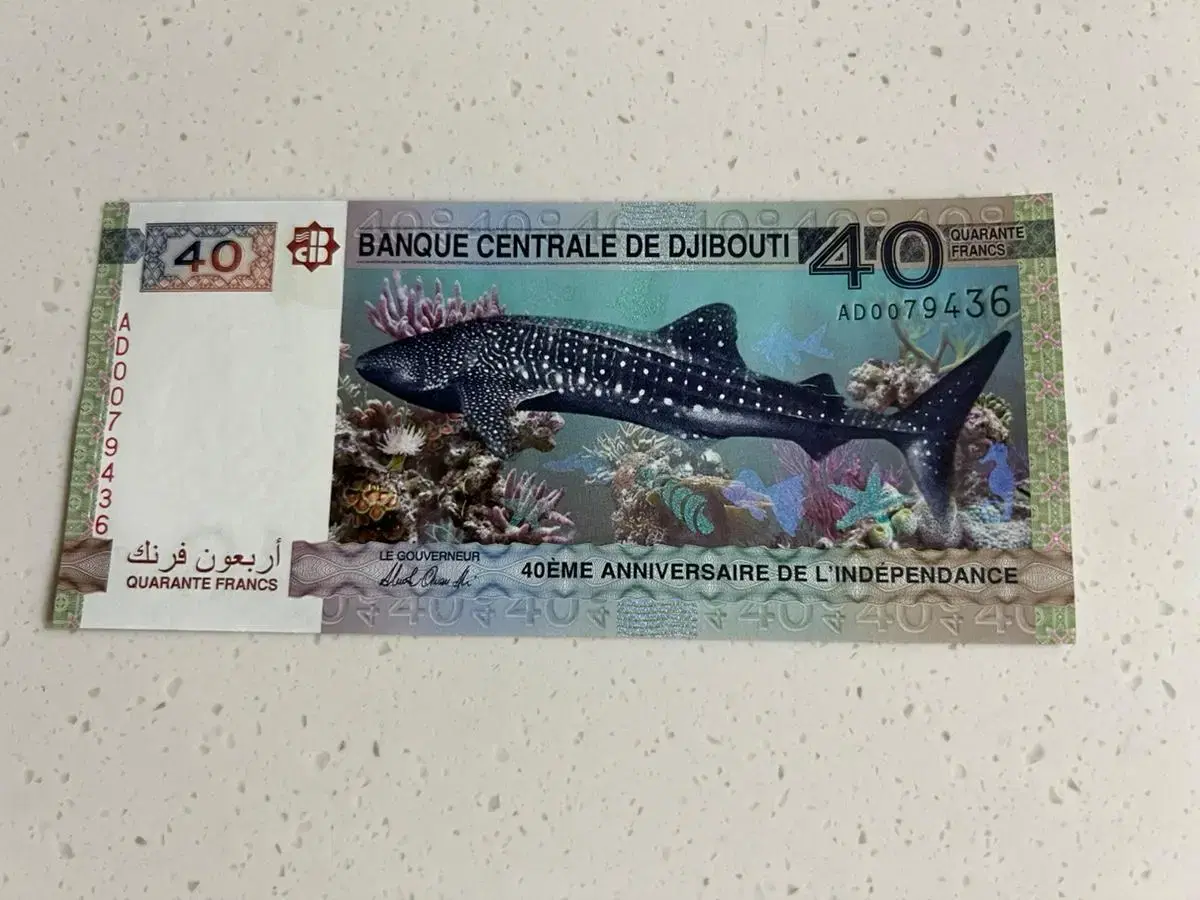 40
BANQUE CENTRALE DE DJIBOUTI
40
QUARANTE
FRANCS
AD0079436
AD0079436
أربعون فرنك
QUARANTE FRANCS
LE GOUVERNEUR
40ÈME ANNIVERSAIRE DE L'INDÉPENDANCE